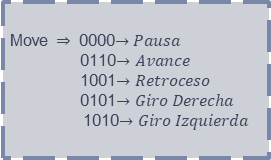 Move ⇒ 0000→ Pausa
0110→ Avance
1001→ Retroceso
0101→ Giro Derecha
1010→ Giro Izquierda